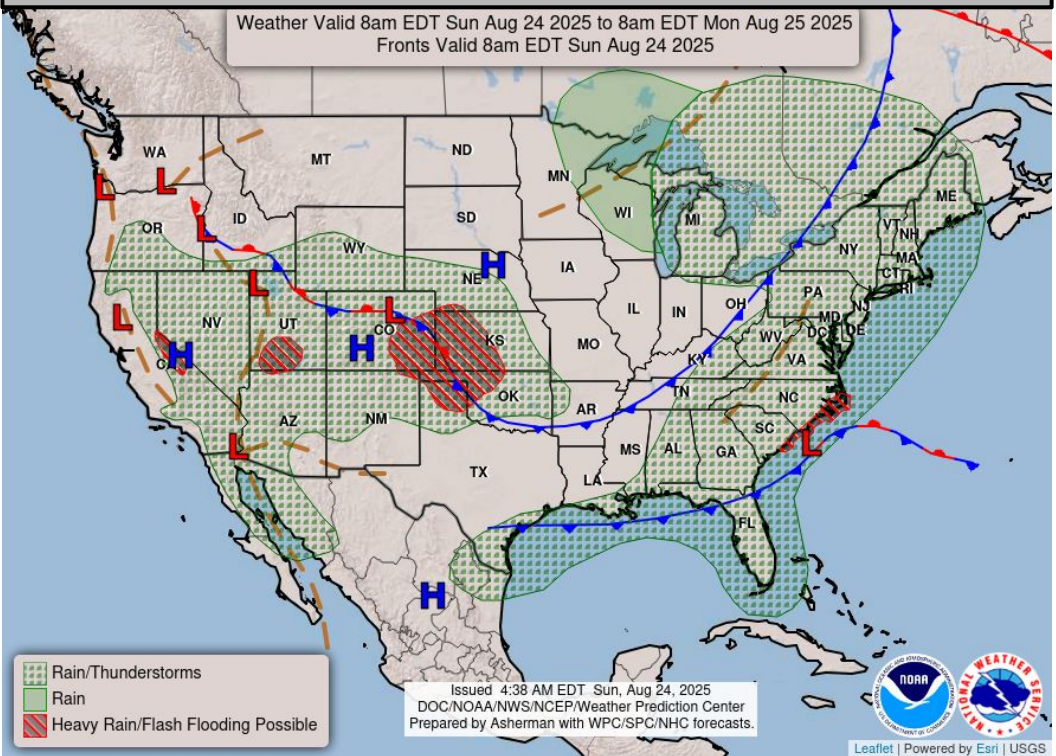 Weather Valid 8am EDT Sun Aug 24 2025 to 8am EDT Mon Aug 25 2025
Fronts Valid 8am EDT Sun Aug 24 2025
WA
MT
ND
MN
ME
L
L
OR
L
ID
SD
WI
MI
VT
NH
NY
MA
CT
RI
WY
NE
H
IA
PA
NJ
L
NV
UT
L
CO
KS
IL
IN
OH
MD
DE
DC
WV
VA
L
H
H
MO
KY
C
AZ
NM
OK
AR
TN
NC
SC
L
L
TX
MS
AL
GA
LA
FL
H
Rain/Thunderstorms
Rain
Heavy Rain/Flash Flooding Possible
Issued 4:38 AM EDT Sun, Aug 24, 2025
DOC/NOAA/NWS/NCEP/Weather Prediction Center
Prepared by Asherman with WPC/SPC/NHC forecasts.
NOAA
NATIONAL WEATHER SERVICE
Leaflet | Powered by Esri | USGS